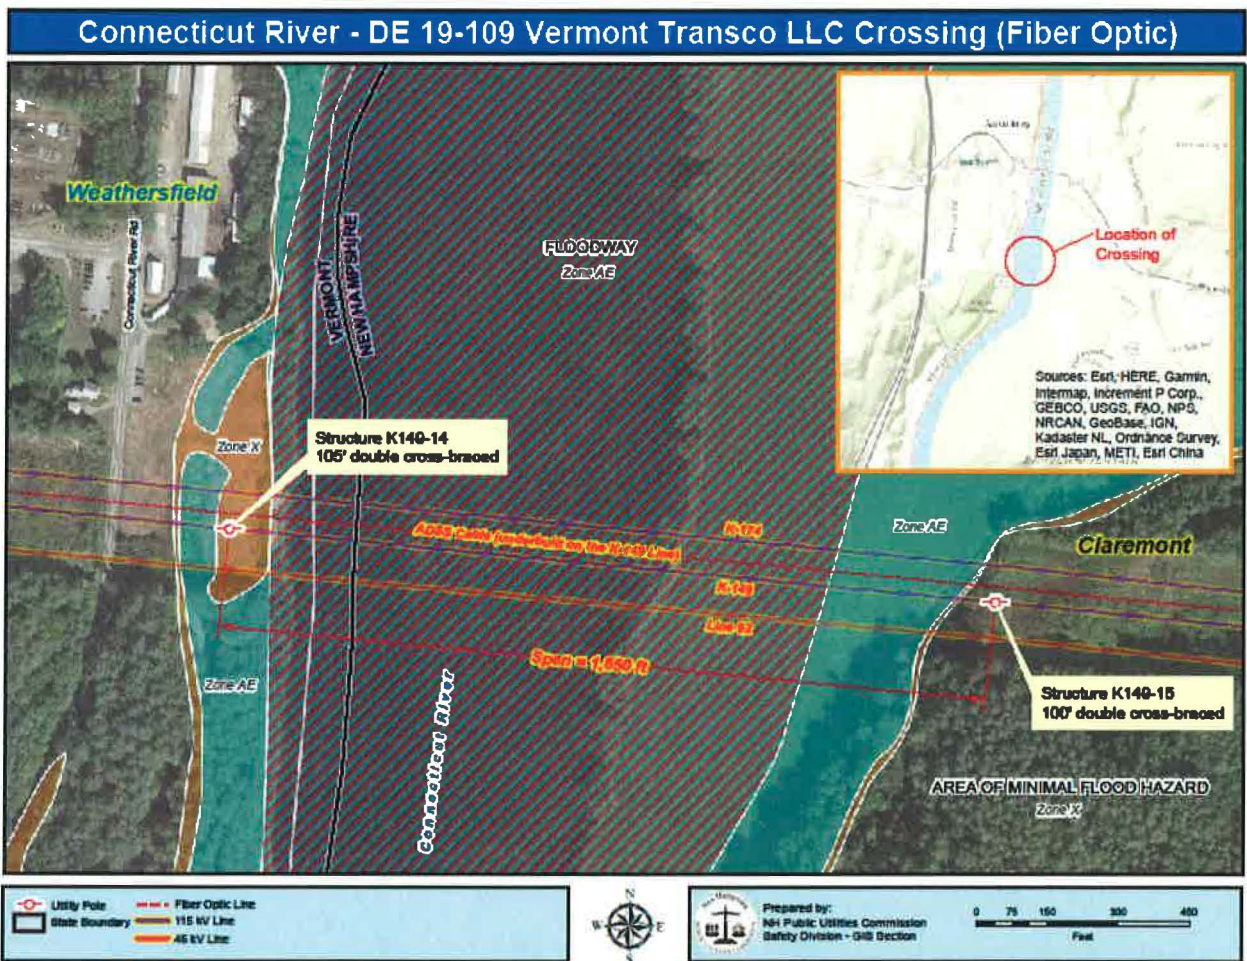 Connecticut River - DE 19-109 Vermont Transco LLC Crossing (Fiber Optic)
Weathersfield
Connecticut River Rd
VERMONT
NEW HAMPSHIRE
FLOODWAY
Zone AE
Location of
Crossing
Sources: Esri, HERE, Garmin,
Intermap, increment P Corp.,
GEBCO, USGS, FAO, NPS,
NRCAN, GeoBase, IGN,
Kadaster NL, Ordnance Survey,
Esri Japan, METI, Esri China
Structure K149-14
105' double cross-braced
Zone X
ADSS Cable (underbuilt on the K-149 Line)
K-174
Zone AE
Claremont
K-149
Line
Span = 1,550 ft
Zone AE
Connecticut River
Structure K149-15
100' double cross-braced
AREA OF MINIMAL FLOOD HAZARD
Zone X
Utility Pole
State Boundary
Fiber Optic Line
115 kV Line
46 kV Line
N
W
E
S
Prepared by:
NH Public Utilities Commission
Safety Division - GIS Section
0 75 150 300 450
Feet